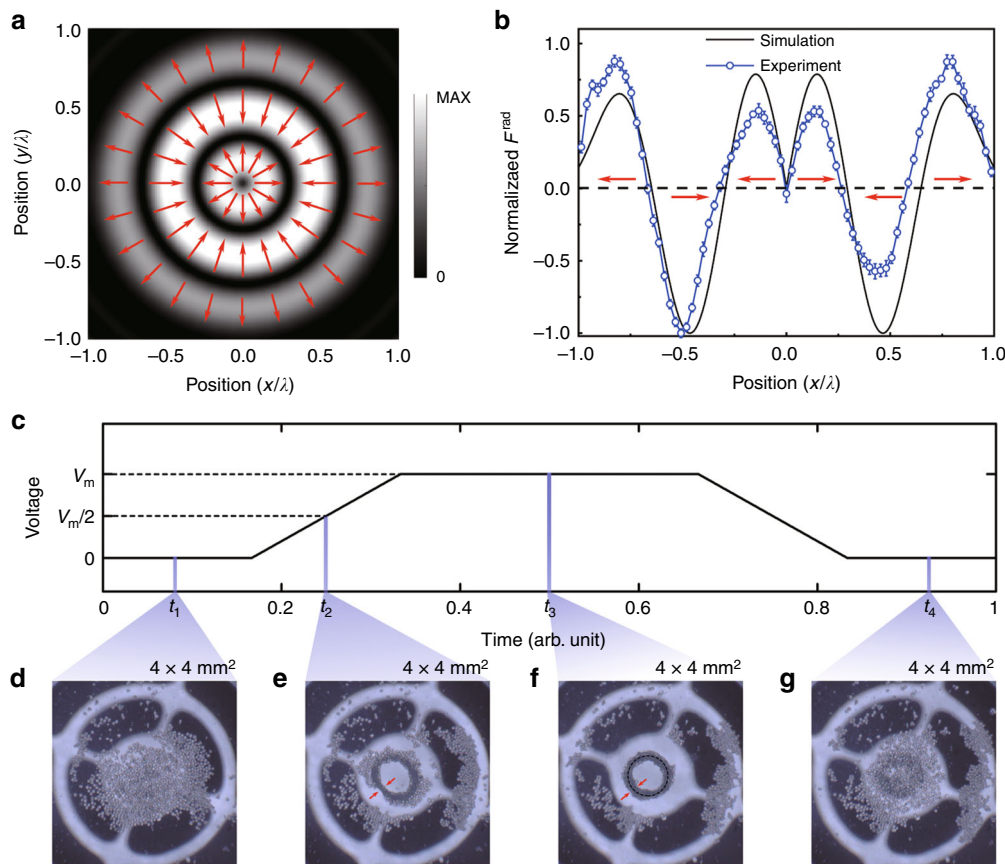 a
1.0
0.5
0.0
–0.5
–1.0
Position (y/λ)
–1.0
–0.5
0.0
0.5
1.0
Position (x/λ)
MAX
0
b
1.0
0.5
0.0
–0.5
–1.0
Normalizaed F^rad
Simulation
Experiment
–1.0
–0.5
0.0
0.5
1.0
Position (x/λ)
c
Voltage
V_m
V_m/2
0
0 t_1 0.2 t_2 0.4 t_3 0.6 0.8 t_4 1
Time (arb. unit)
d 4 × 4 mm²
e 4 × 4 mm²
f 4 × 4 mm²
g 4 × 4 mm²